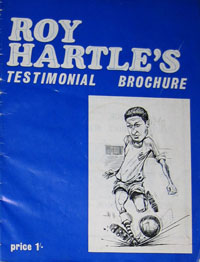 ROY
HARTLE'S
TESTIMONIAL BROCHURE
price 1'-